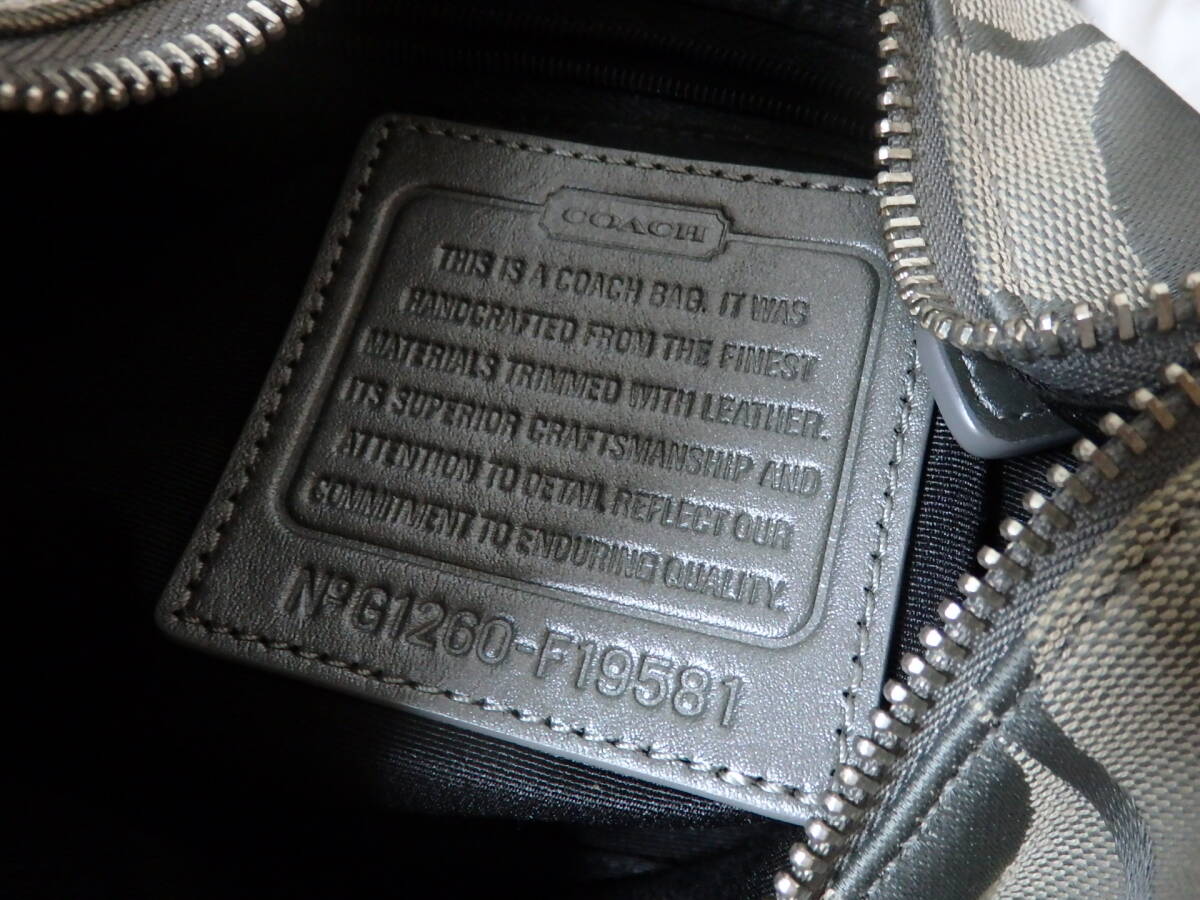 COACH
THIS IS A COACH BAG. IT WAS
HANDCRAFTED FROM THE FINEST
MATERIALS TRIMMED WITH LEATHER.
ITS SUPERIOR CRAFTSMANSHIP AND
ATTENTION TO DETAIL REFLECT OUR
COMMITMENT TO ENDURING QUALITY.
Nº G1260-F19581